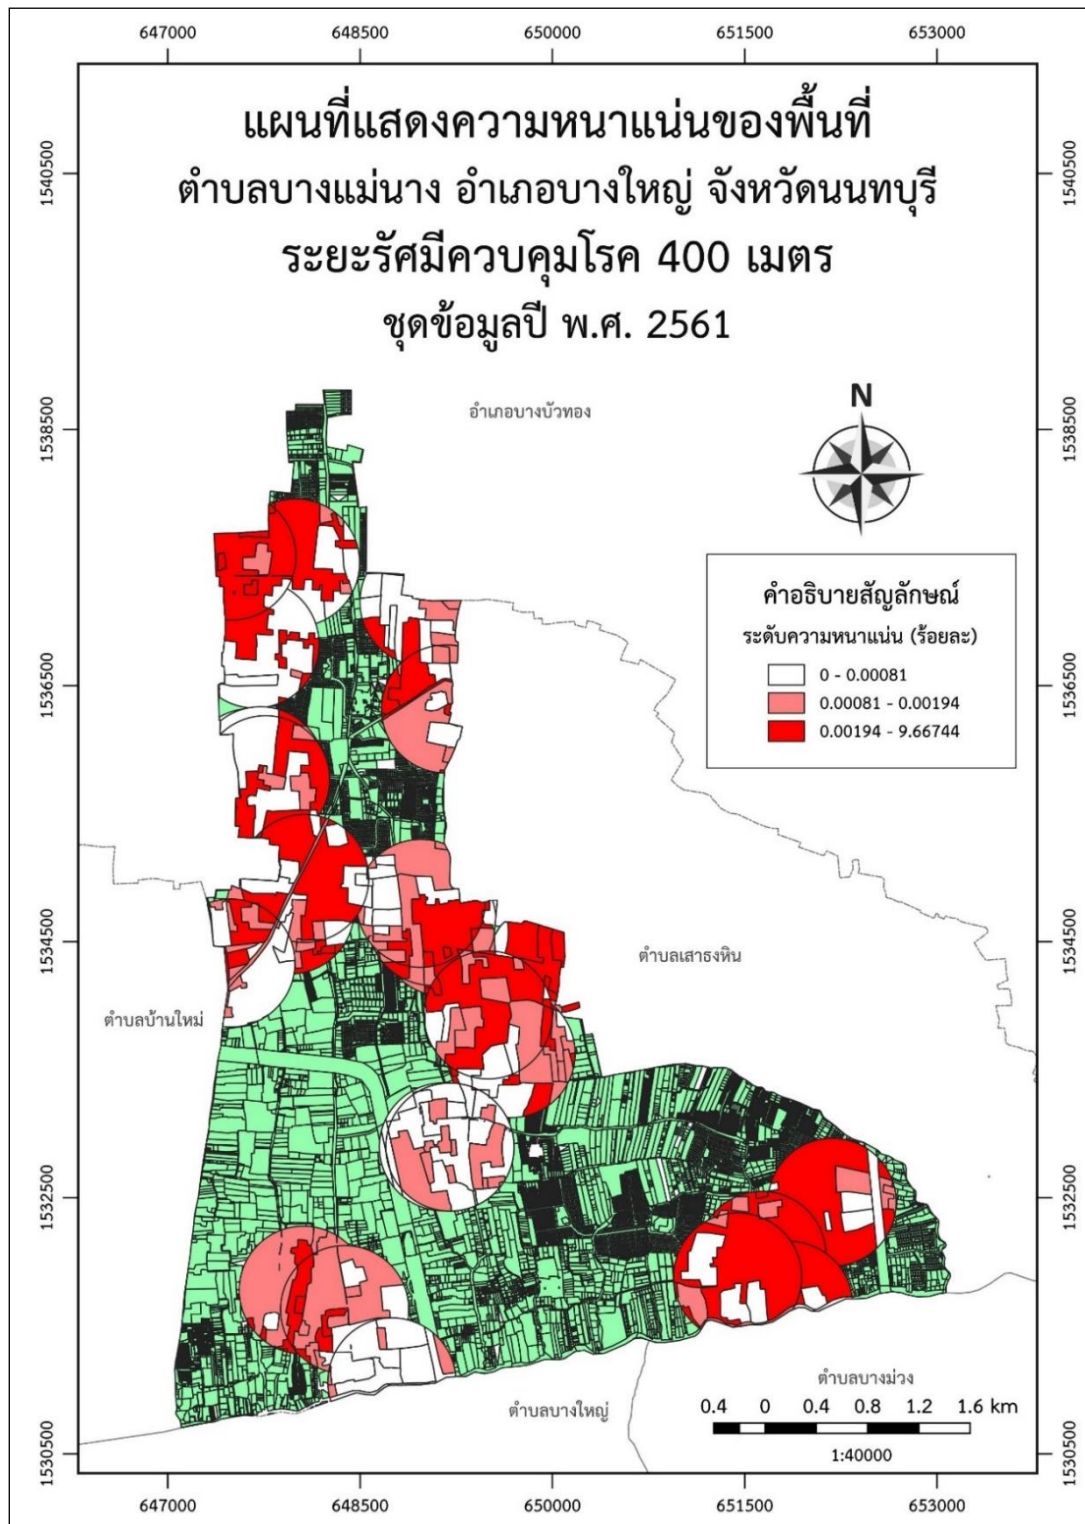 647000 648500 650000 651500 653000
แผนที่แสดงความหนาแน่นของพื้นที่
ตำบลบางแม่นาง อำเภอบางใหญ่ จังหวัดนนทบุรี
ระยะรัศมีควบคุมโรค 400 เมตร
ชุดข้อมูลปี พ.ศ. 2561
1540500 1540500
อำเภอบางบัวทอง
N
1538500 1538500
คำอธิบายสัญลักษณ์
ระดับความหนาแน่น (ร้อยละ)
0 - 0.00081
0.00081 - 0.00194
0.00194 - 9.66744
1536500 1536500
1534500 1534500
ตำบลเสาธงหิน
ตำบลบ้านใหม่
1532500 1532500
ตำบลบางม่วง
ตำบลบางใหญ่
0.4 0 0.4 0.8 1.2 1.6 km
1:40000
1530500 1530500
647000 648500 650000 651500 653000